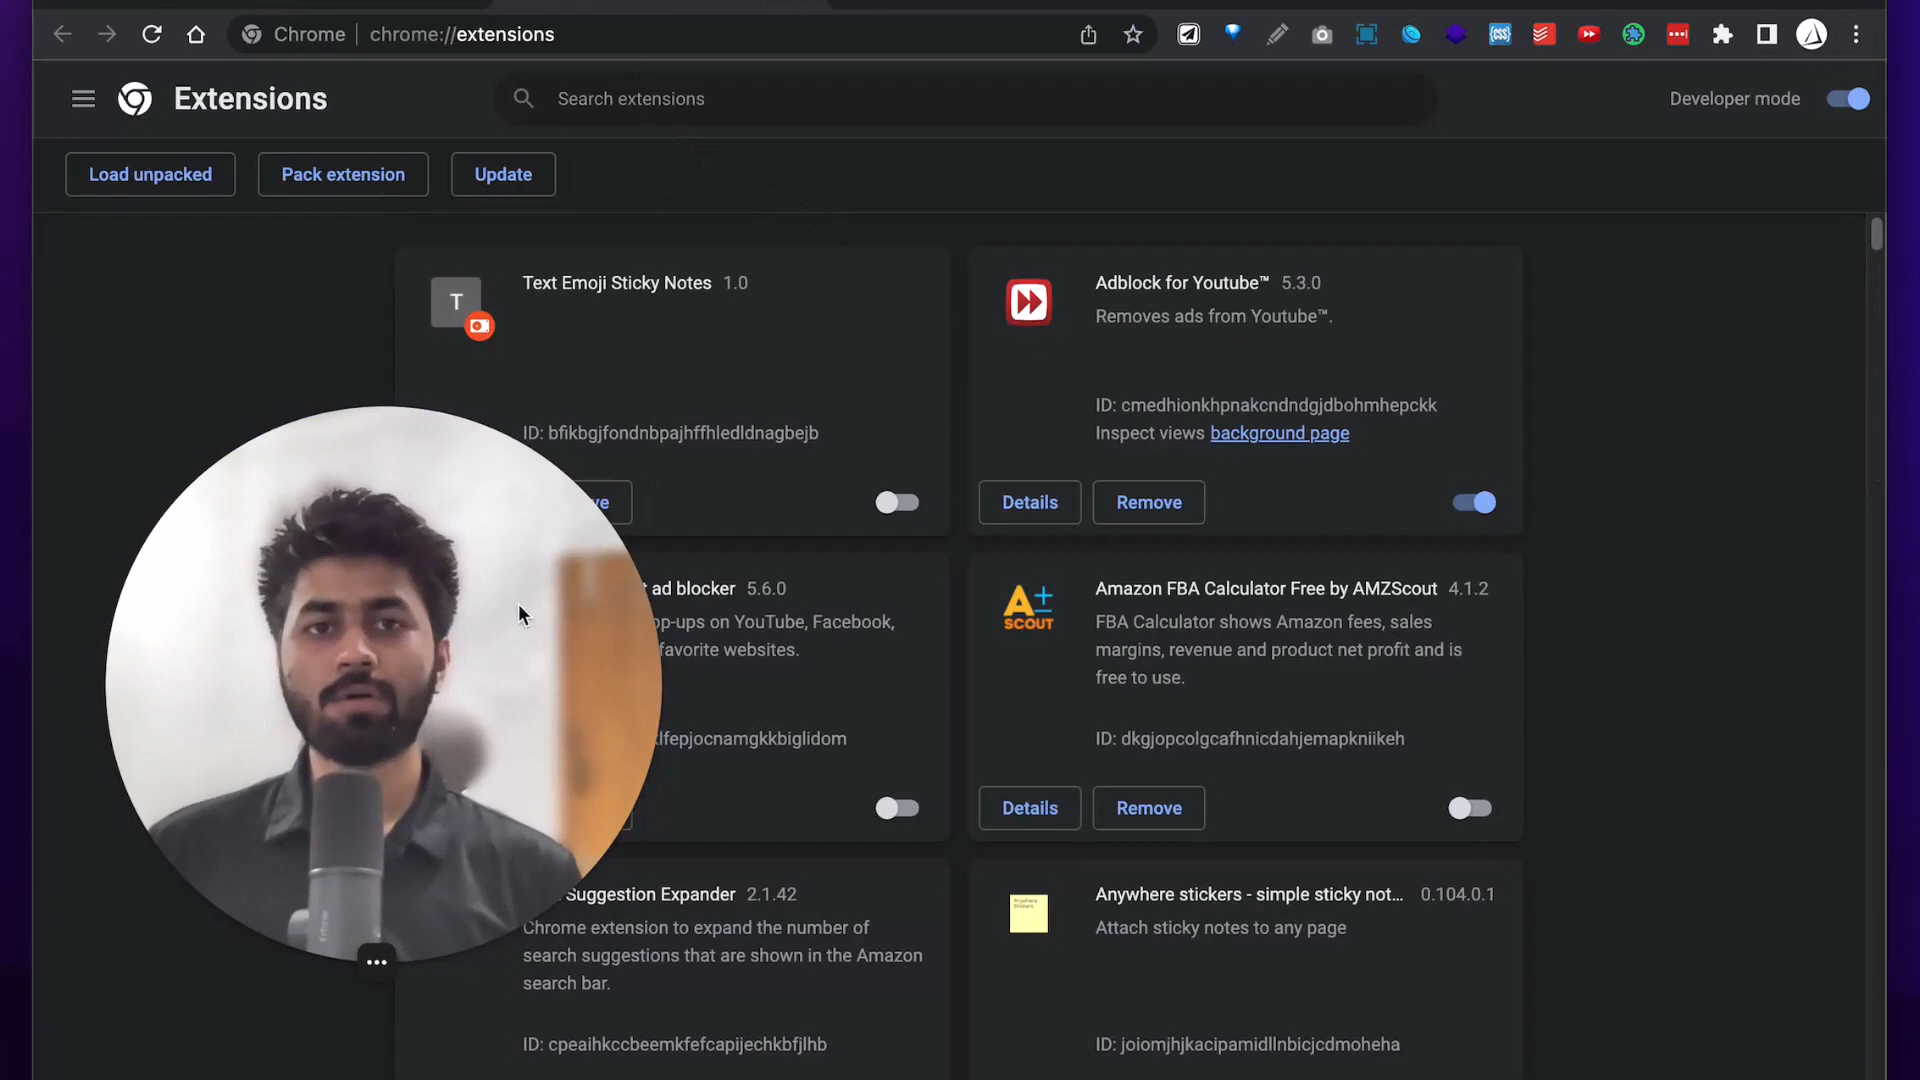 Chrome chrome://extensions
Extensions
Search extensions
Developer mode
Load unpacked
Pack extension
Update
T
Text Emoji Sticky Notes 1.0
ID: bfikbgjfondnbpajhffhledldnagbejb
ve
Adblock for Youtube™ 5.3.0
Removes ads from Youtube™.
ID: cmedhionkhpnakcndndgjdbohmhepckk
Inspect views background page
Details
Remove
t ad blocker 5.6.0
op-ups on YouTube, Facebook,
favorite websites.
lfepjocnamgkkbiglidom
A+
SCOUT
Amazon FBA Calculator Free by AMZScout 4.1.2
FBA Calculator shows Amazon fees, sales
margins, revenue and product net profit and is
free to use.
ID: dkgjopcolgcafhnicdahjemapkniikeh
Details
Remove
Suggestion Expander 2.1.42
Chrome extension to expand the number of
search suggestions that are shown in the Amazon
search bar.
ID: cpeaihkccbeemkfefcapijechkbfjlhb
Anywhere stickers - simple sticky not... 0.104.0.1
Attach sticky notes to any page
ID: joiomjhjkacipamidllnbicjcdmoheha